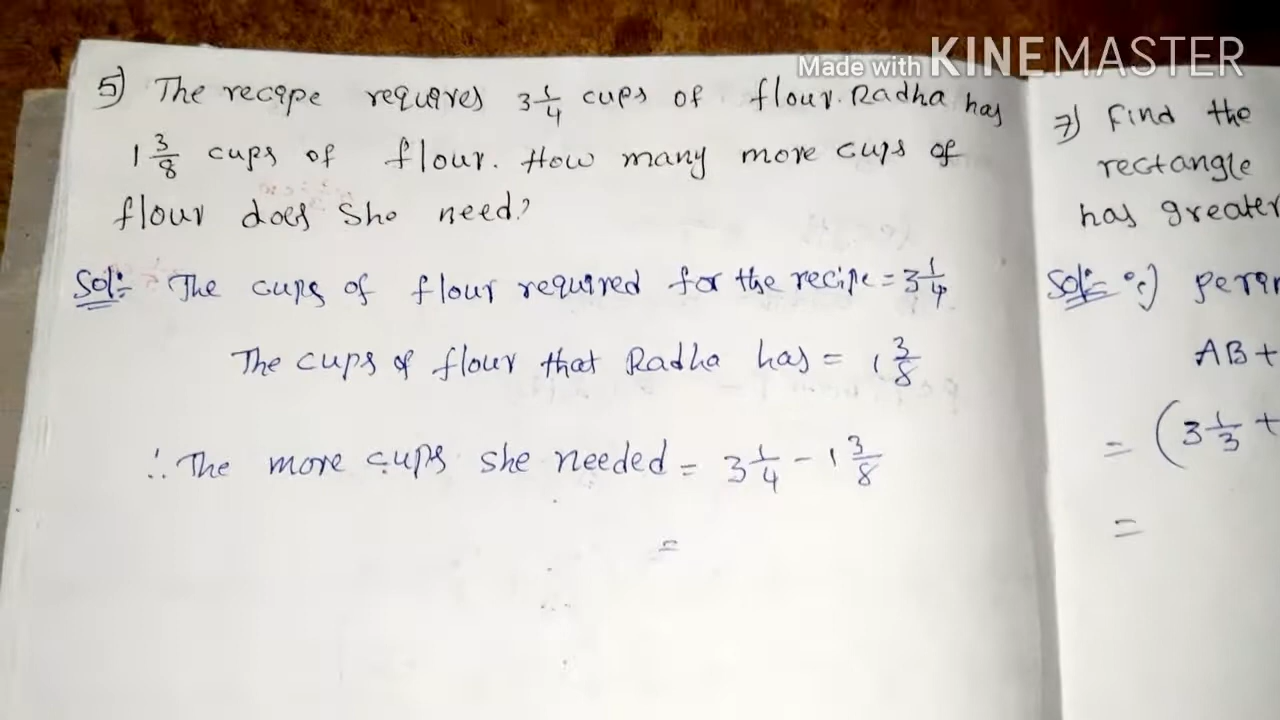 Made with KINEMASTER
5) The recipe requires 3 1/4 cups of flour. Radha has
1 3/8 cups of flour. How many more cups of
flour does she need?
Sol:- The cups of flour required for the recipe = 3 1/4
The cups of flour that Radha has = 1 3/8
∴ The more cups she needed = 3 1/4 - 1 3/8
=
7) Find the
rectangle
has greater
Sol:-
AB +
= (3 1/3 +
=